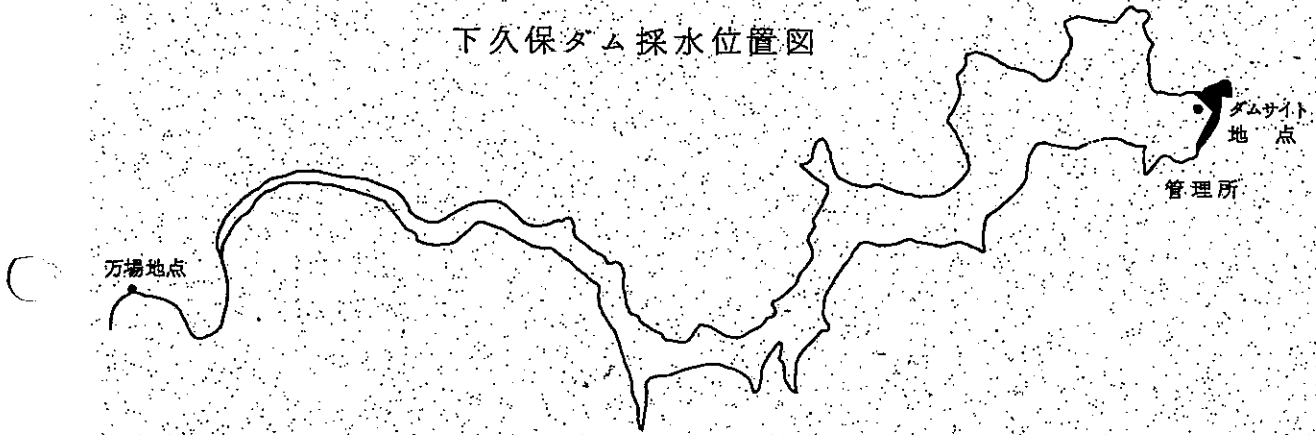 下久保ダム採水位置図
ダムサイト
地点
管理所
万場地点